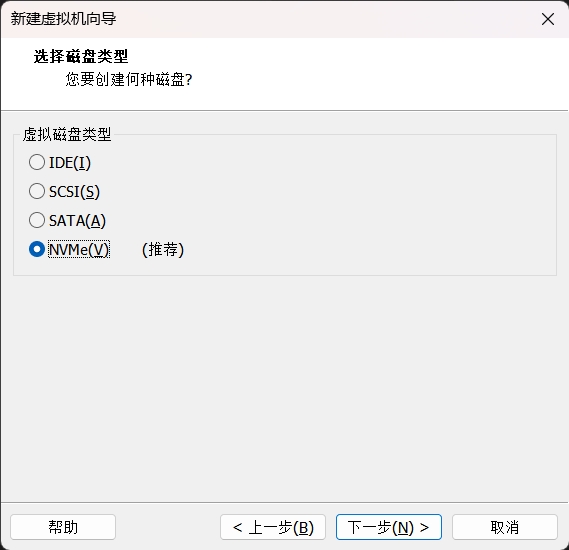 新建虚拟机向导
选择磁盘类型
您要创建何种磁盘?
虚拟磁盘类型
IDE(I)
SCSI(S)
SATA(A)
NVMe(V) (推荐)
帮助 < 上一步(B) 下一步(N) > 取消